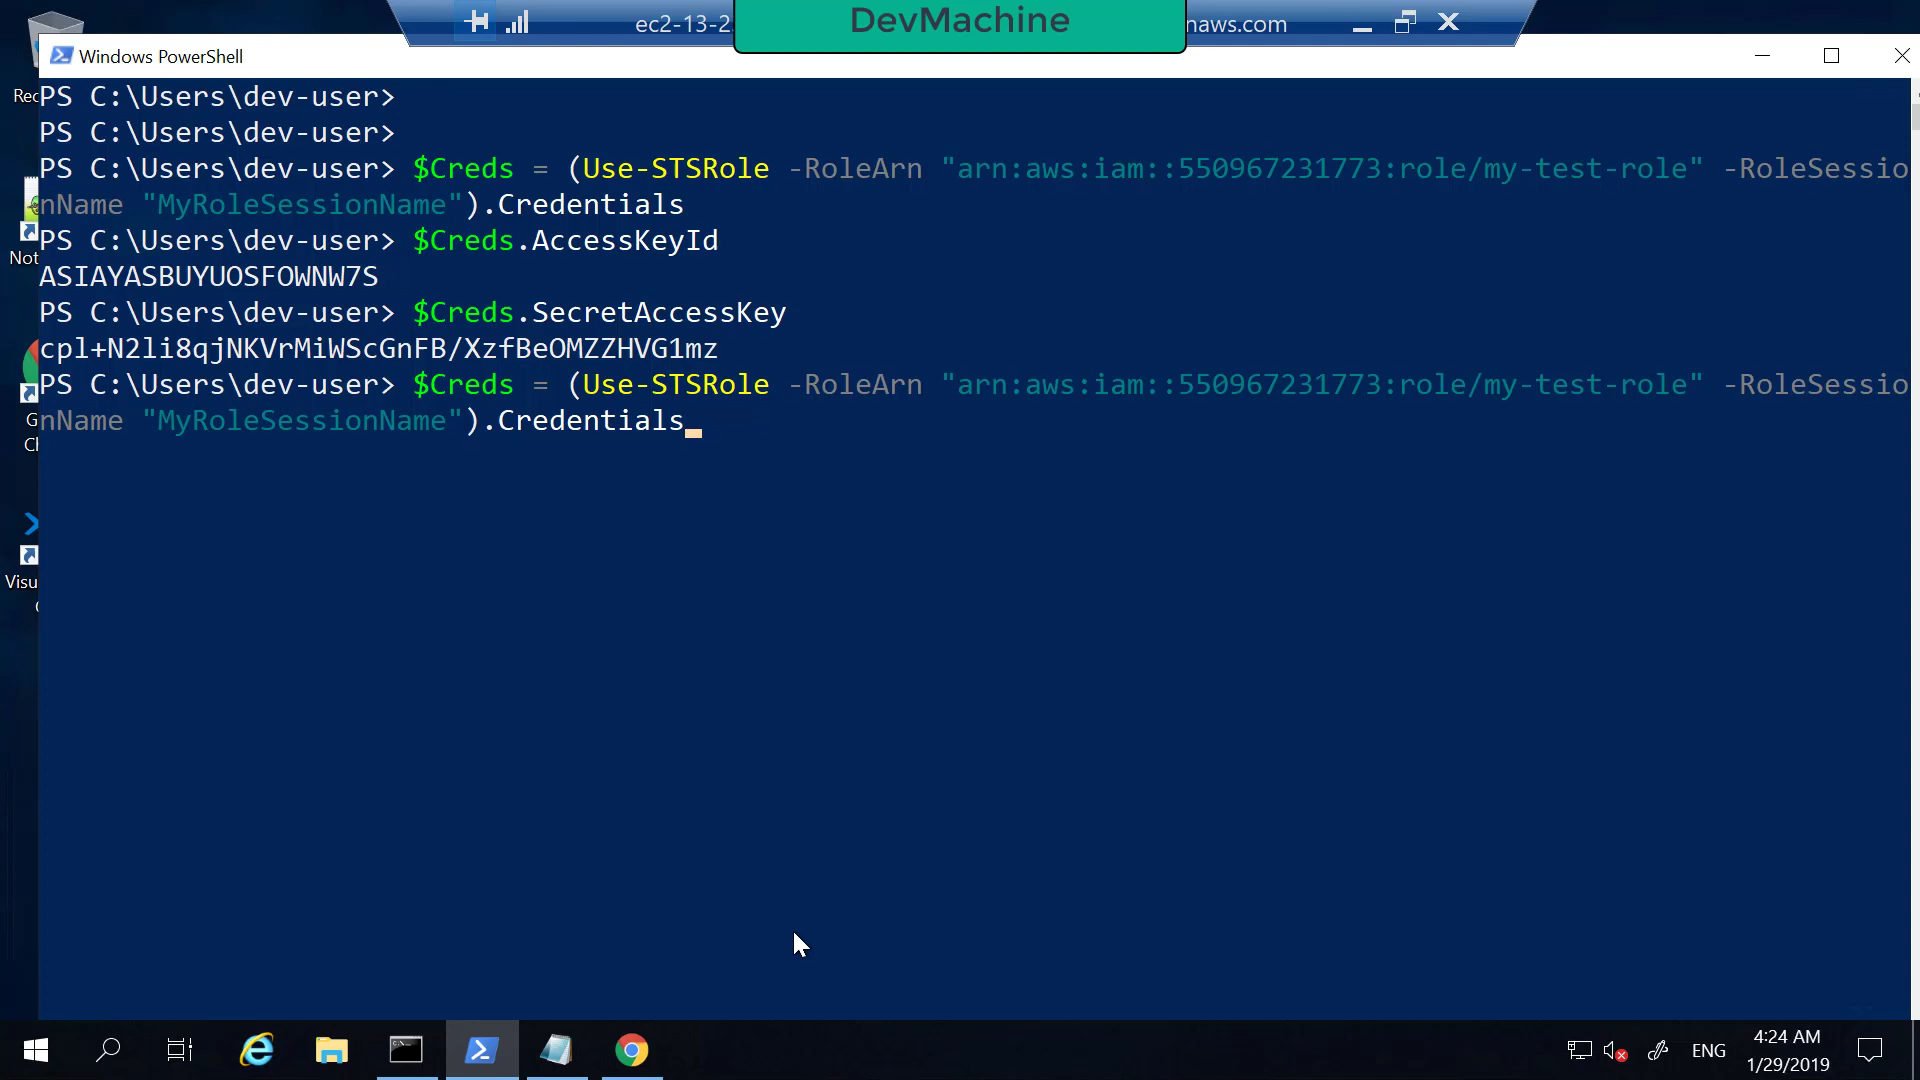 DevMachine
ec2-13-2
naws.com
Windows PowerShell
Rec
PS C:\Users\dev-user>
PS C:\Users\dev-user>
PS C:\Users\dev-user> $Creds = (Use-STSRole -RoleArn "arn:aws:iam::550967231773:role/my-test-role" -RoleSessio
nName "MyRoleSessionName").Credentials
PS C:\Users\dev-user> $Creds.AccessKeyId
Not
ASIAYASBUYUOSFOWNW7S
PS C:\Users\dev-user> $Creds.SecretAccessKey
cpl+N2li8qjNKVrMiWScGnFB/XzfBeOMZZHVG1mz
PS C:\Users\dev-user> $Creds = (Use-STSRole -RoleArn "arn:aws:iam::550967231773:role/my-test-role" -RoleSessio
G
nName "MyRoleSessionName").Credentials
Ch
Visu
ENG
4:24 AM
1/29/2019